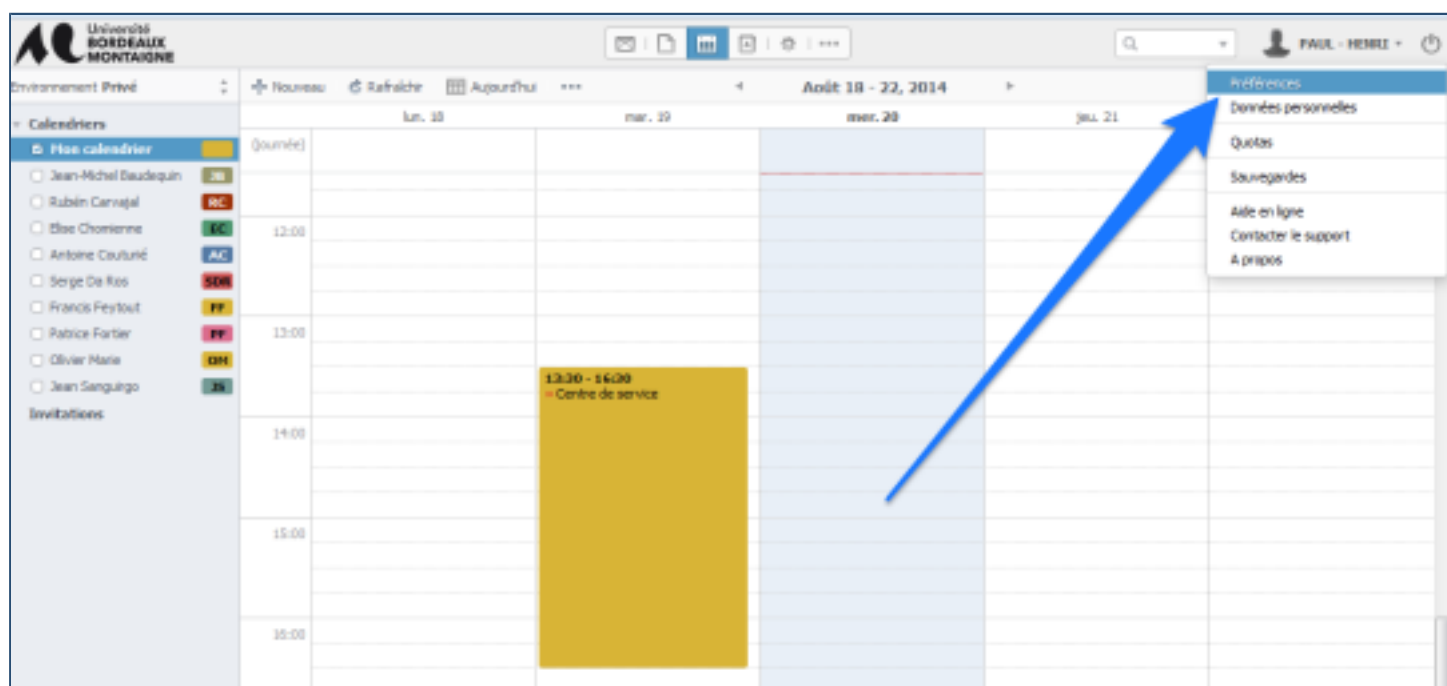 Université
BORDEAUX
MONTAIGNE
PAUL - HENRI
Environnement Privé
Nouveau Rafraîchir Aujourd'hui ••• Août 18 - 22, 2014
Préférences
Données personnelles
Quotas
Sauvegardes
Aide en ligne
Contacter le support
A propos
Calendriers
Mon calendrier
Jean-Michel Baudequin JB
Rubén Carvajal RC
Elise Chomienne EC
Antoine Couturié AC
Serge Da Ros SDR
Francis Feytout FF
Patrice Fortier PF
Olivier Marie OM
Jean Sanguirgo JS
Invitations
lun. 18 mar. 19 mer. 20 jeu. 21
(journée)
12:00
13:00
13:30 - 16:30
Centre de service
14:00
15:00
16:00